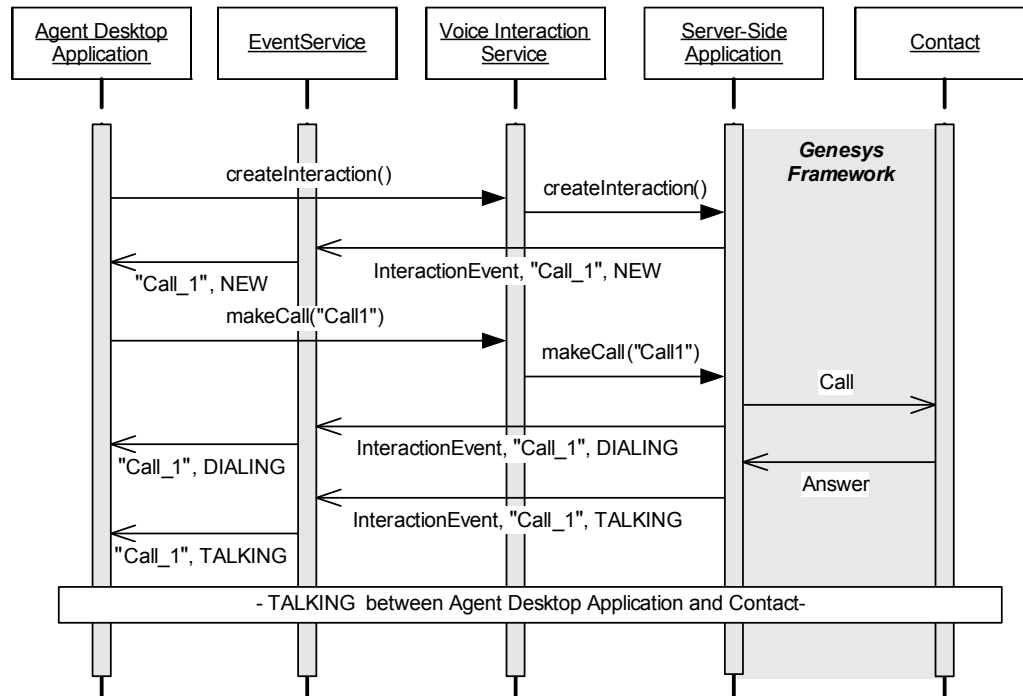 Agent Desktop
Application
EventService
Voice Interaction
Service
Server-Side
Application
Contact
Genesys
Framework
createInteraction()
createInteraction()
InteractionEvent, "Call_1", NEW
"Call_1", NEW
makeCall("Call1")
makeCall("Call1")
Call
InteractionEvent, "Call_1", DIALING
"Call_1", DIALING
Answer
InteractionEvent, "Call_1", TALKING
"Call_1", TALKING
- TALKING between Agent Desktop Application and Contact-